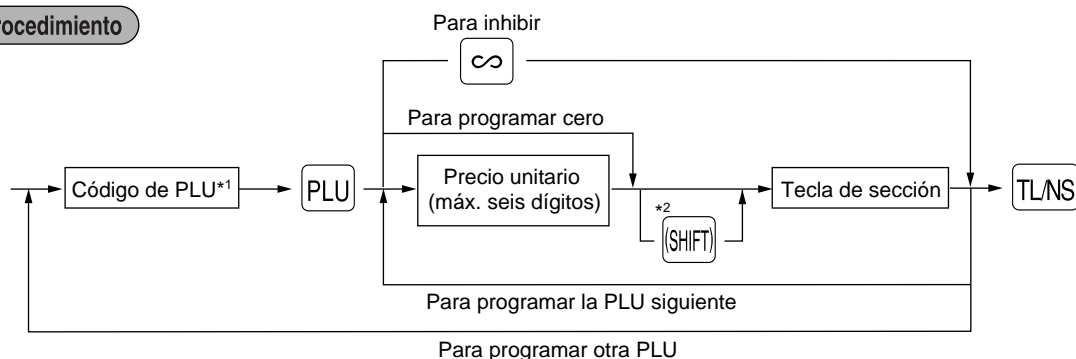 rocedimiento
Para inhibir
∞
Para programar cero
Código de PLU*1
PLU
Precio unitario
(máx. seis dígitos)
*2
(SHIFT)
Tecla de sección
TL/NS
Para programar la PLU siguiente
Para programar otra PLU